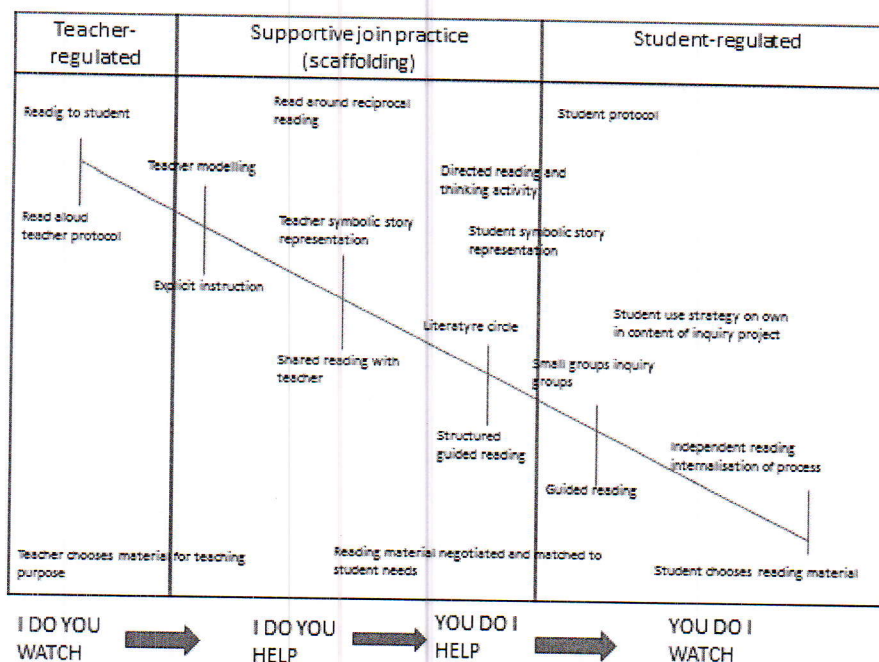 Teacher-
regulated
Supportive join practice
(scaffolding)
Student-regulated
Readig to student
Read around reciprocal
reading
Student protocol
Teacher modelling
Directed reading and
thinking activity
Read aloud
teacher protocol
Teacher symbolic story
representation
Student symbolic story
representation
Explicit instruction
Literatyre circle
Student use strategy on own
in content of inquiry project
Shared reading with
teacher
Small groups inquiry
groups
Structured
guided reading
Independent reading
internalisation of process
Guided reading
Teacher chooses material for teaching
purpose
Reading material negotiated and matched to
student needs
Student chooses reading material
I DO YOU
WATCH
I DO YOU
HELP
YOU DO I
HELP
YOU DO I
WATCH